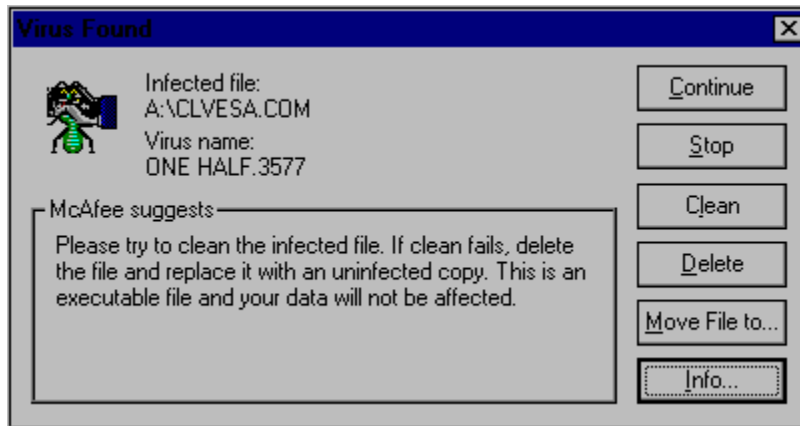 Virus Found
Infected file:
A:\CLVESA.COM
Virus name:
ONE HALF.3577
McAfee suggests
Please try to clean the infected file. If clean fails, delete
the file and replace it with an uninfected copy. This is an
executable file and your data will not be affected.
Continue
Stop
Clean
Delete
Move File to...
Info...